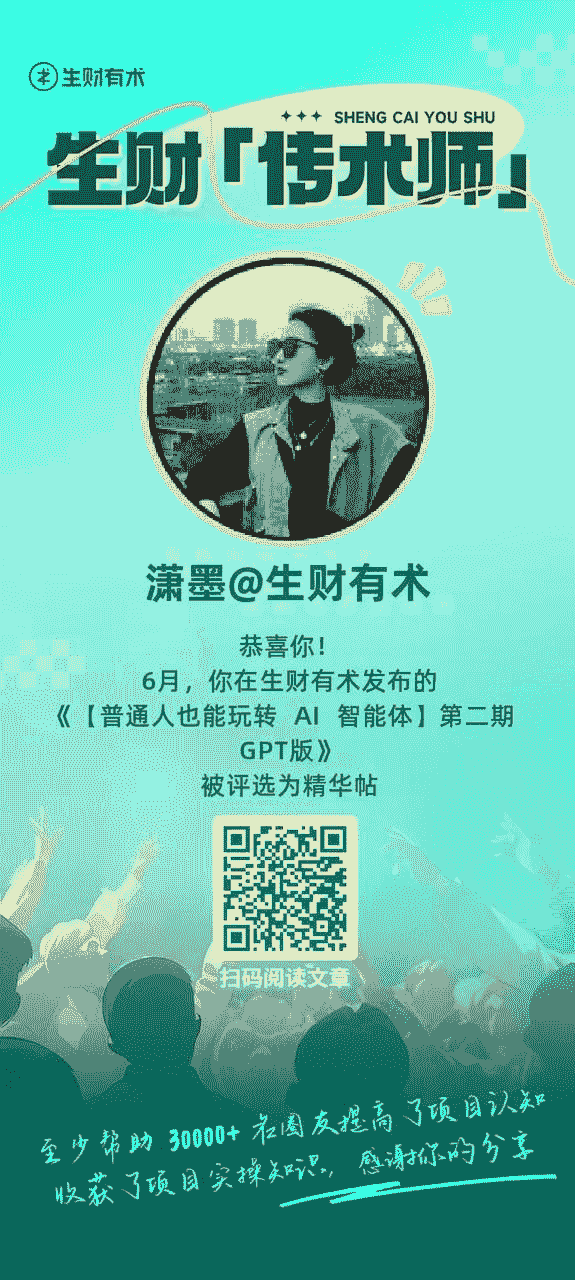 生财有术
SHENG CAI YOU SHU
生财「传术师」
潇墨@生财有术
恭喜你！
6月，你在生财有术发布的
《【普通人也能玩转 AI 智能体】第二期
GPT版》
被评选为精华帖
扫码阅读文章
至少帮助 30000+ 名圈友提高了项目认知
收获了项目实操知识，感谢你的分享